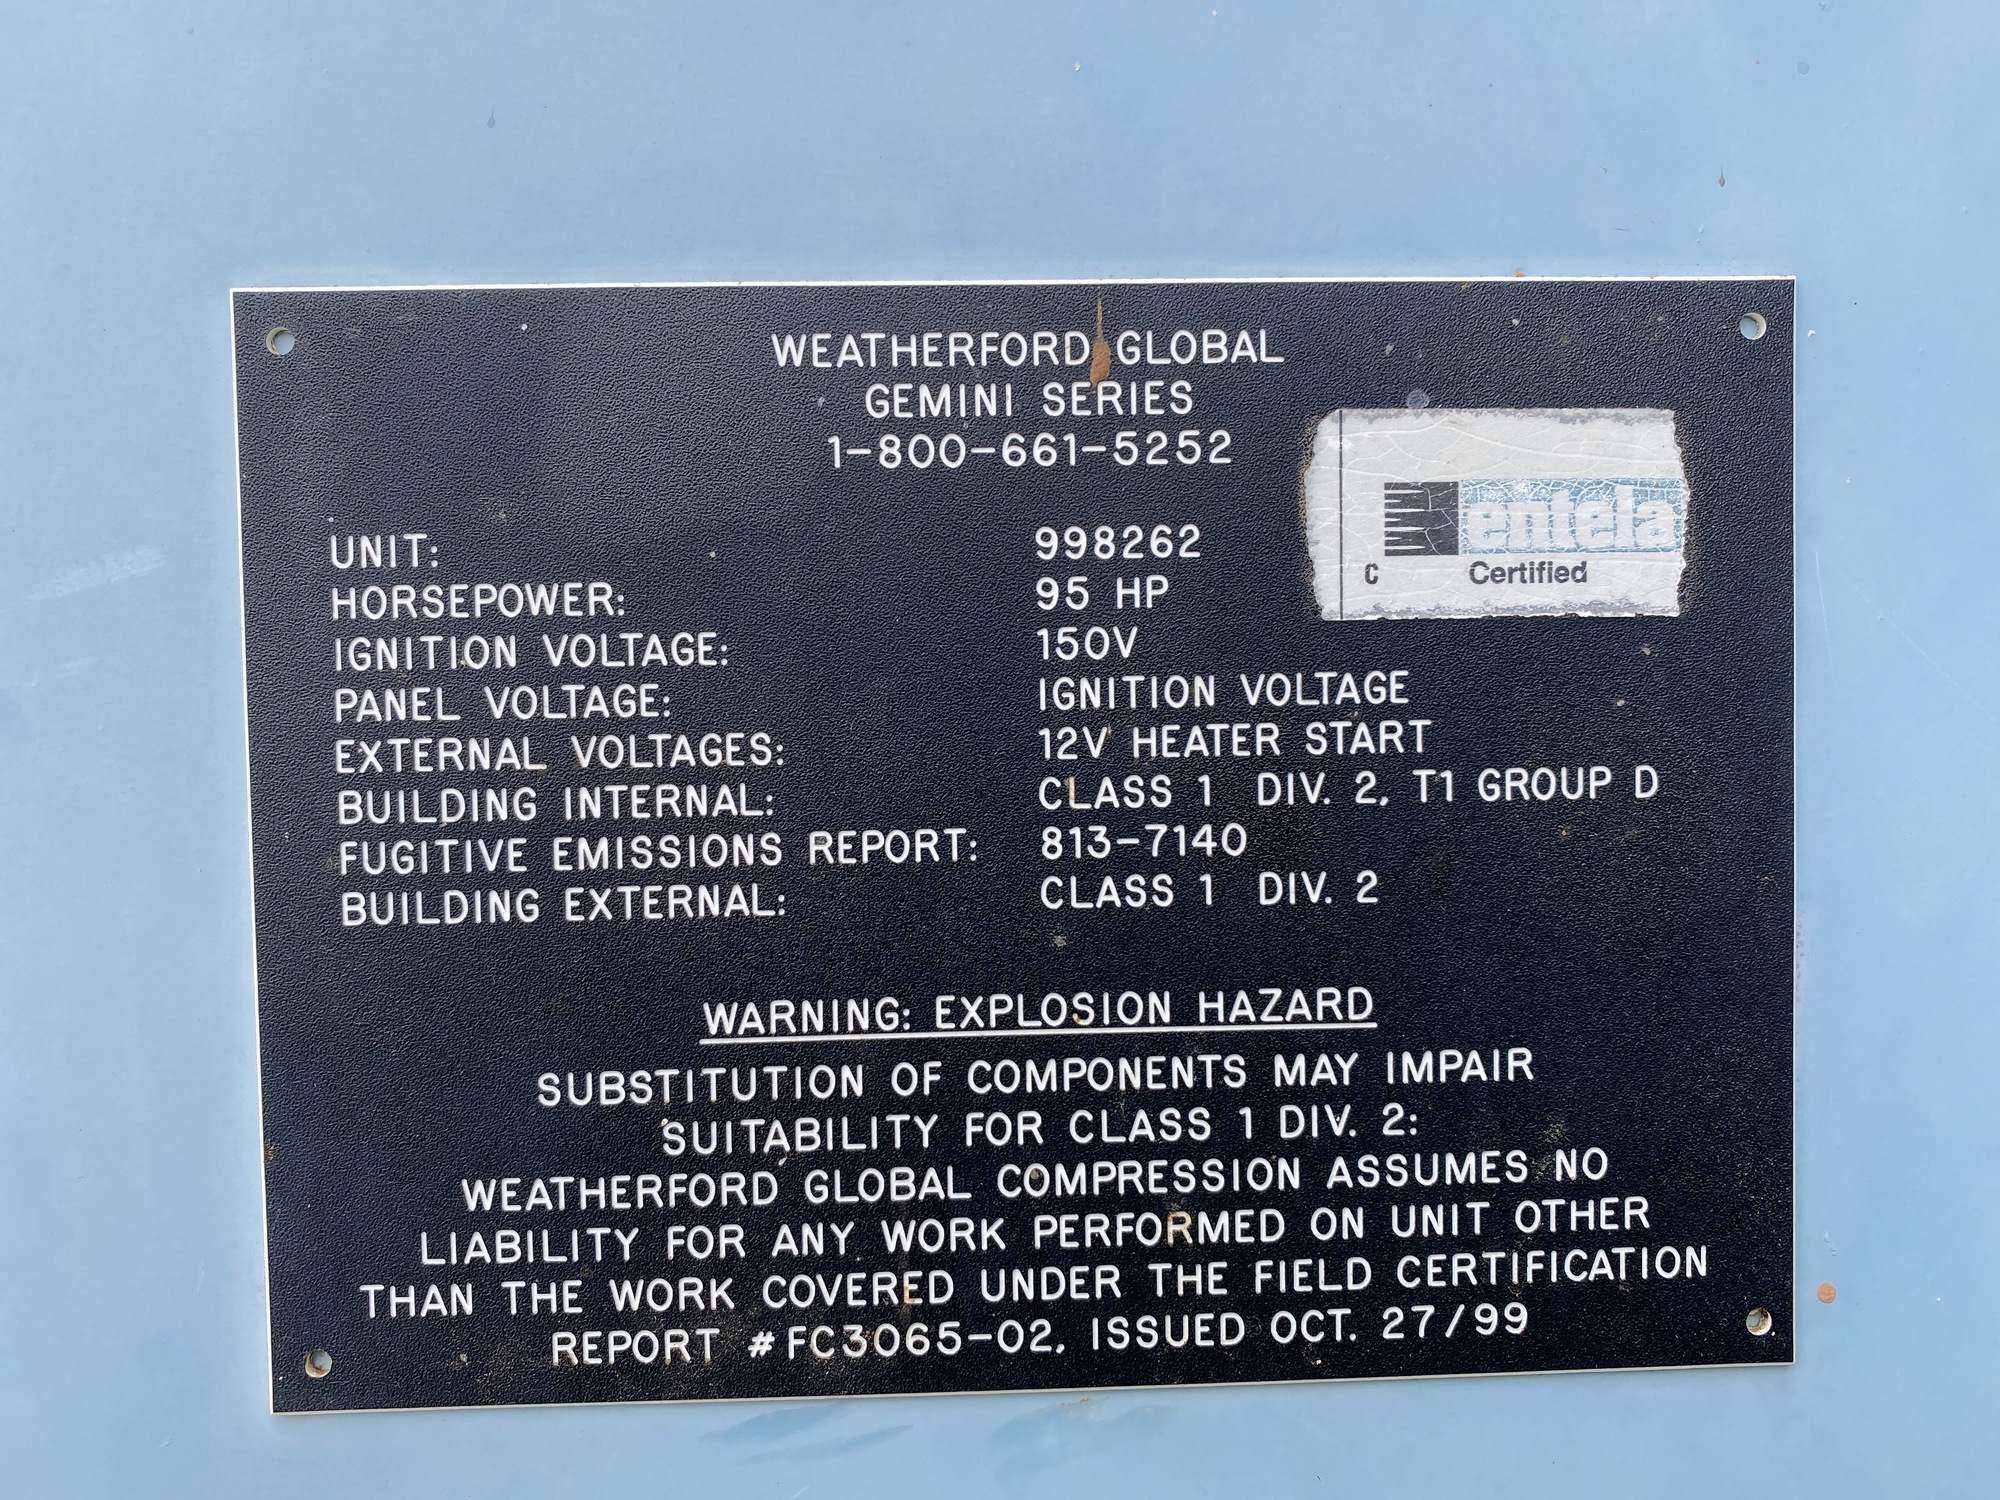 WEATHERFORD GLOBAL
GEMINI SERIES
1-800-661-5252
entela
C Certified
UNIT: 998262
HORSEPOWER: 95 HP
IGNITION VOLTAGE: 150V
PANEL VOLTAGE: IGNITION VOLTAGE
EXTERNAL VOLTAGES: 12V HEATER START
BUILDING INTERNAL: CLASS 1 DIV. 2, T1 GROUP D
FUGITIVE EMISSIONS REPORT: 813-7140
BUILDING EXTERNAL: CLASS 1 DIV. 2
WARNING: EXPLOSION HAZARD
SUBSTITUTION OF COMPONENTS MAY IMPAIR
SUITABILITY FOR CLASS 1 DIV. 2:
WEATHERFORD GLOBAL COMPRESSION ASSUMES NO
LIABILITY FOR ANY WORK PERFORMED ON UNIT OTHER
THAN THE WORK COVERED UNDER THE FIELD CERTIFICATION
REPORT #FC3065-02, ISSUED OCT. 27/99